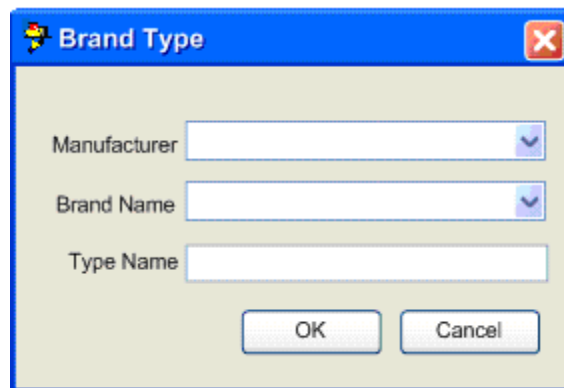 Brand Type
Manufacturer
Brand Name
Type Name
OK Cancel